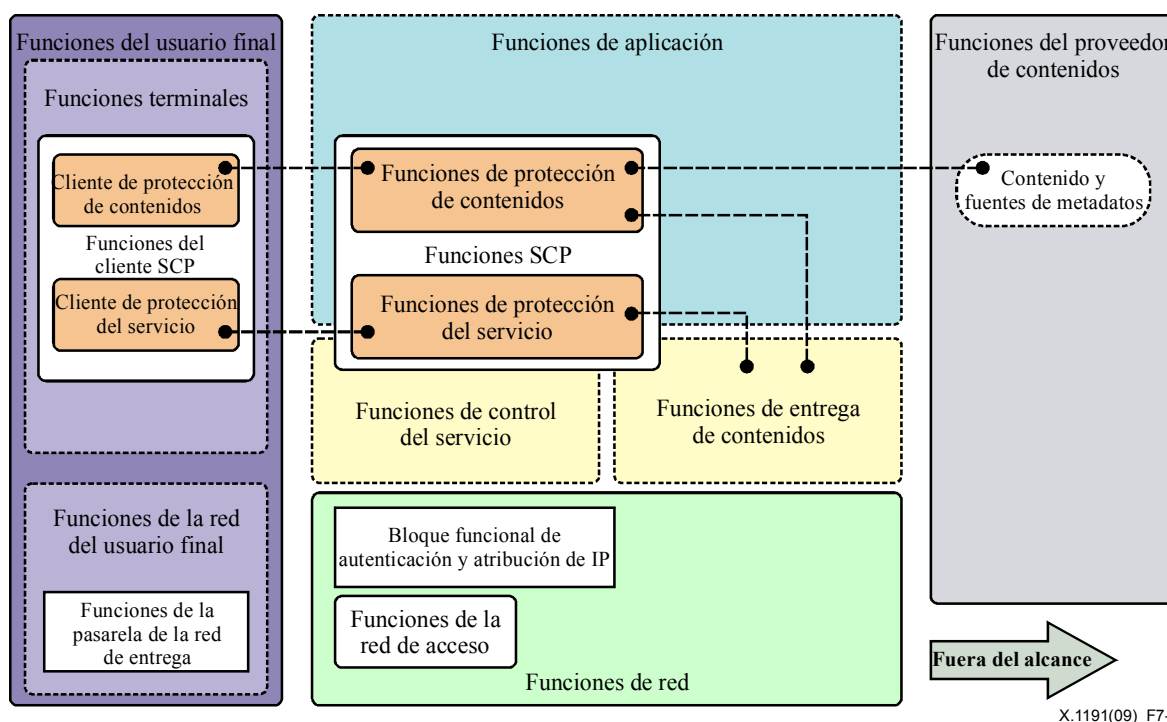 Funciones del usuario final
Funciones terminales
Cliente de protección
de contenidos
Funciones del
cliente SCP
Cliente de protección
del servicio
Funciones de la red
del usuario final
Funciones de la
pasarela de la red
de entrega
Funciones de aplicación
Funciones de protección
de contenidos
Funciones SCP
Funciones de protección
del servicio
Funciones de control
del servicio
Funciones de entrega
de contenidos
Bloque funcional de
autenticación y atribución de IP
Funciones de la
red de acceso
Funciones de red
Funciones del proveedor
de contenidos
Contenido y
fuentes de metadatos
Fuera del alcance
X.1191(09)_F7-